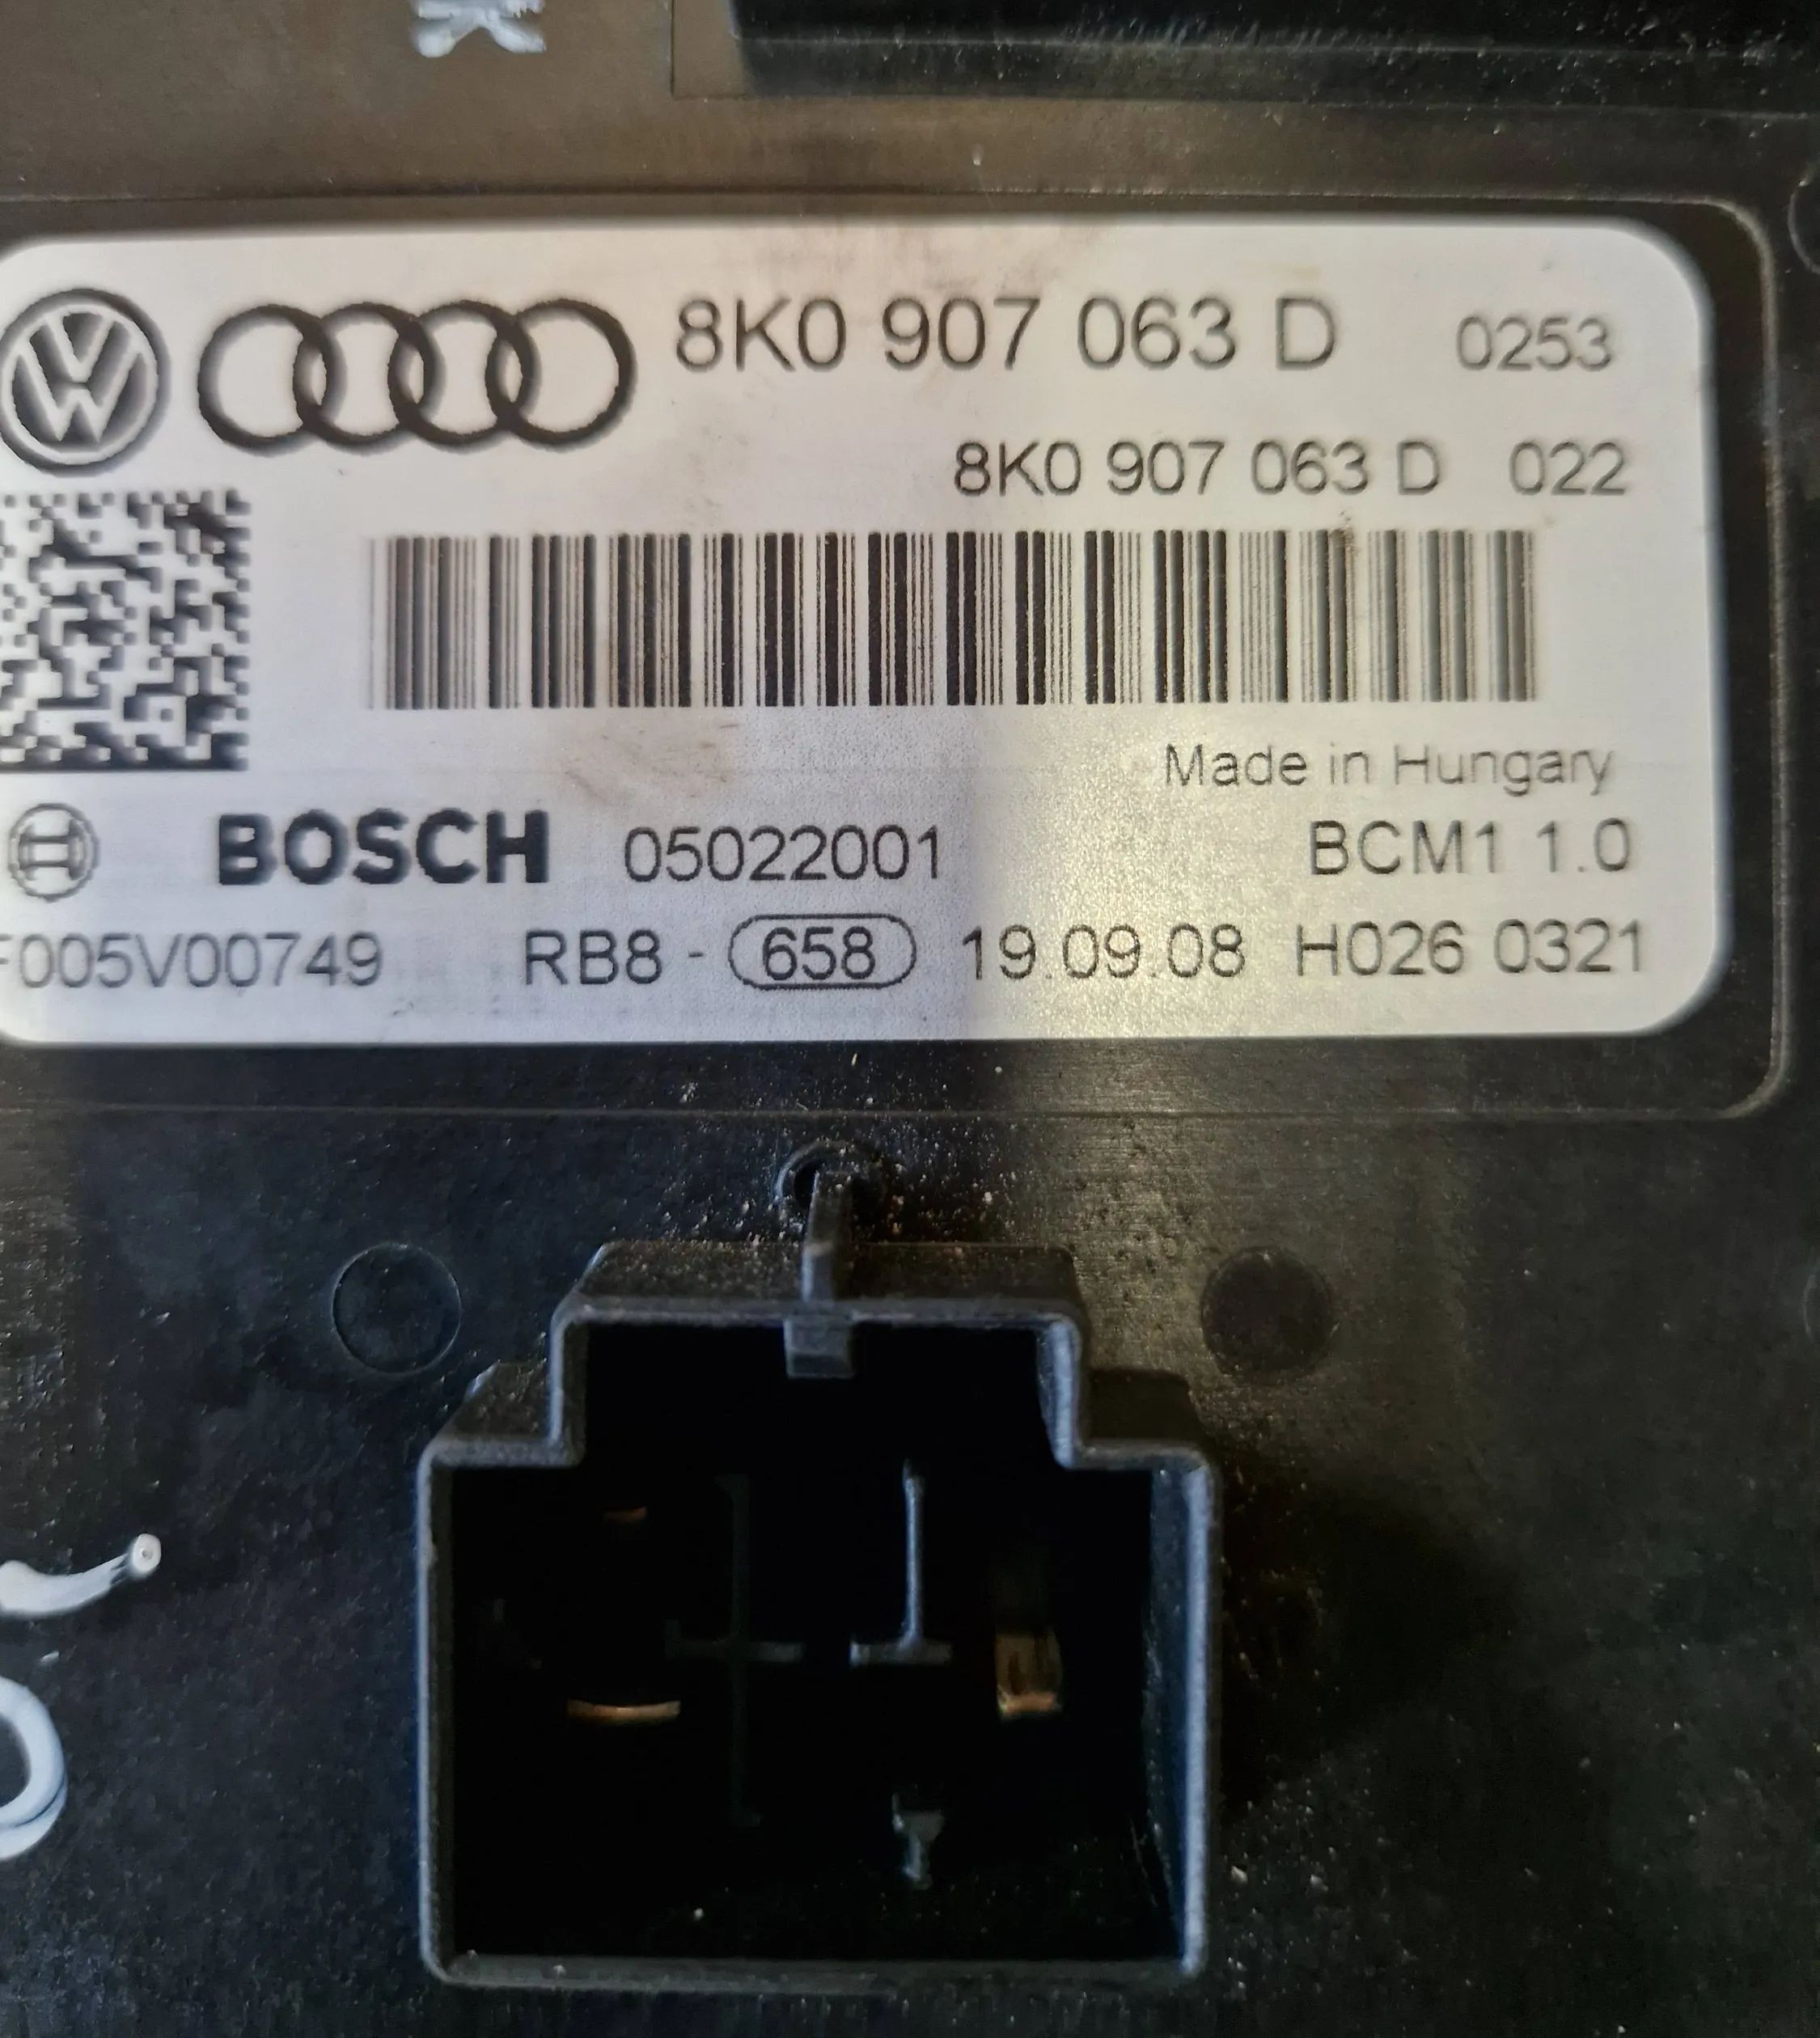 8K0 907 063 D 0253
8K0 907 063 D 022
Made in Hungary
BOSCH 05022001 BCM1 1.0
F005V00749 RB8 - 658 19.09.08 H026 0321